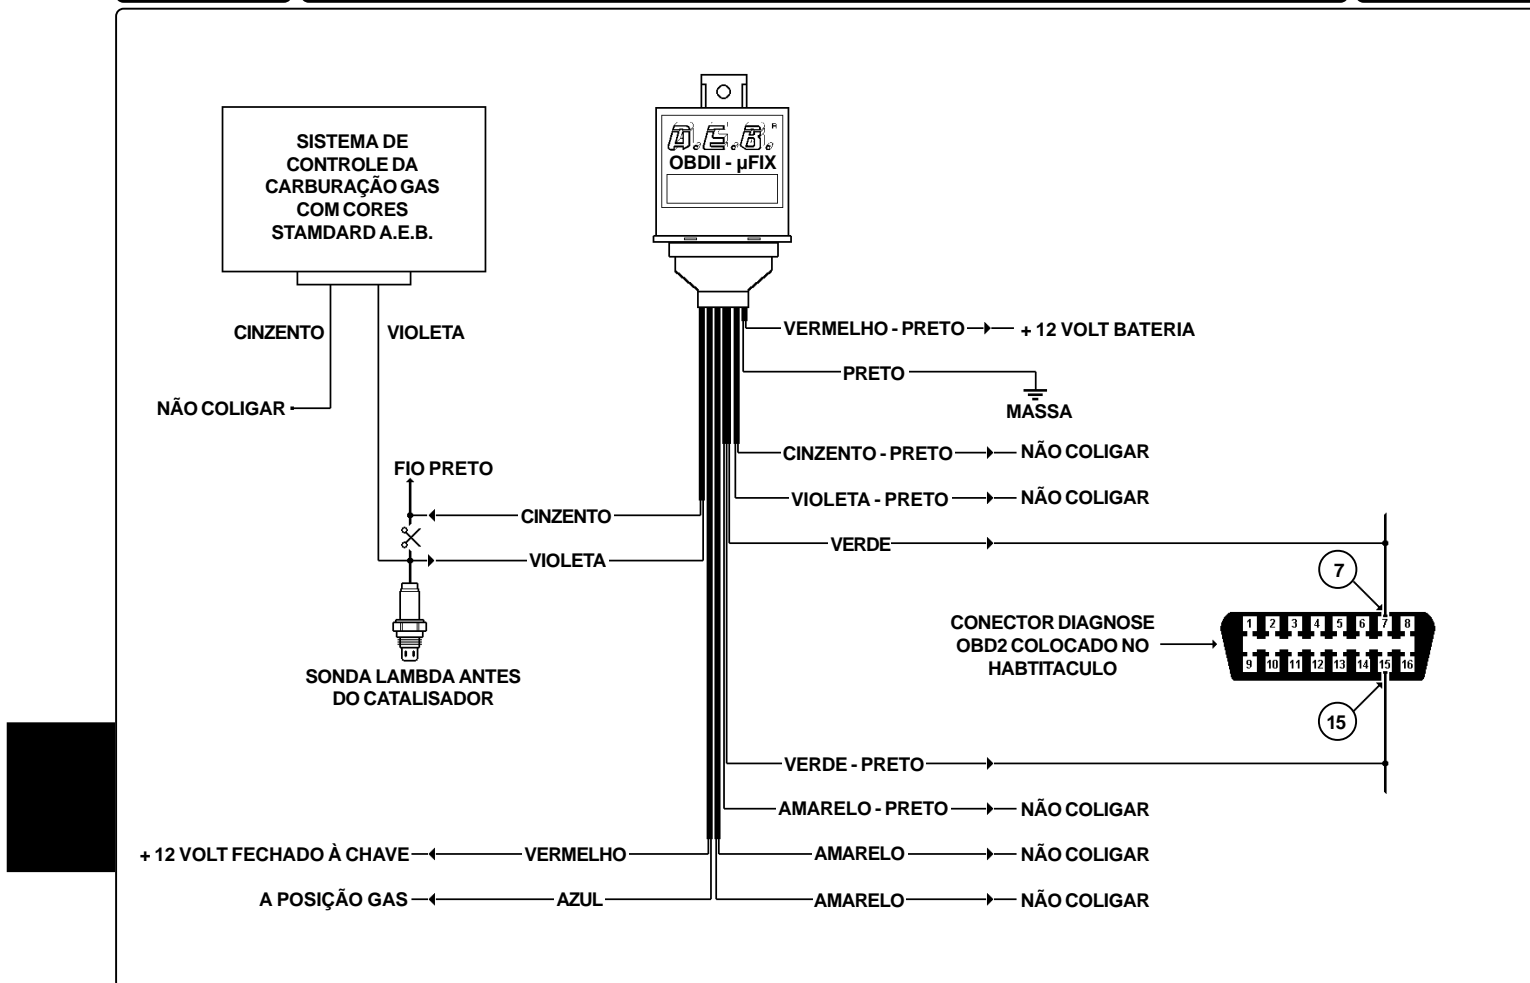 A.E.B.®
OBDII - µFIX
SISTEMA DE
CONTROLE DA
CARBURAÇÃO GAS
COM CORES
STAMDARD A.E.B.
CINZENTO
VIOLETA
NÃO COLIGAR
FIO PRETO
CINZENTO
VIOLETA
SONDA LAMBDA ANTES
DO CATALISADOR
VERMELHO - PRETO
+ 12 VOLT BATERIA
PRETO
MASSA
CINZENTO - PRETO
NÃO COLIGAR
VIOLETA - PRETO
NÃO COLIGAR
VERDE
7
CONECTOR DIAGNOSE
OBD2 COLOCADO NO
HABTITACULO
1 2 3 4 5 6 7 8
9 10 11 12 13 14 15 16
15
VERDE - PRETO
AMARELO - PRETO
NÃO COLIGAR
+ 12 VOLT FECHADO À CHAVE
VERMELHO
AMARELO
NÃO COLIGAR
A POSIÇÃO GAS
AZUL
AMARELO
NÃO COLIGAR